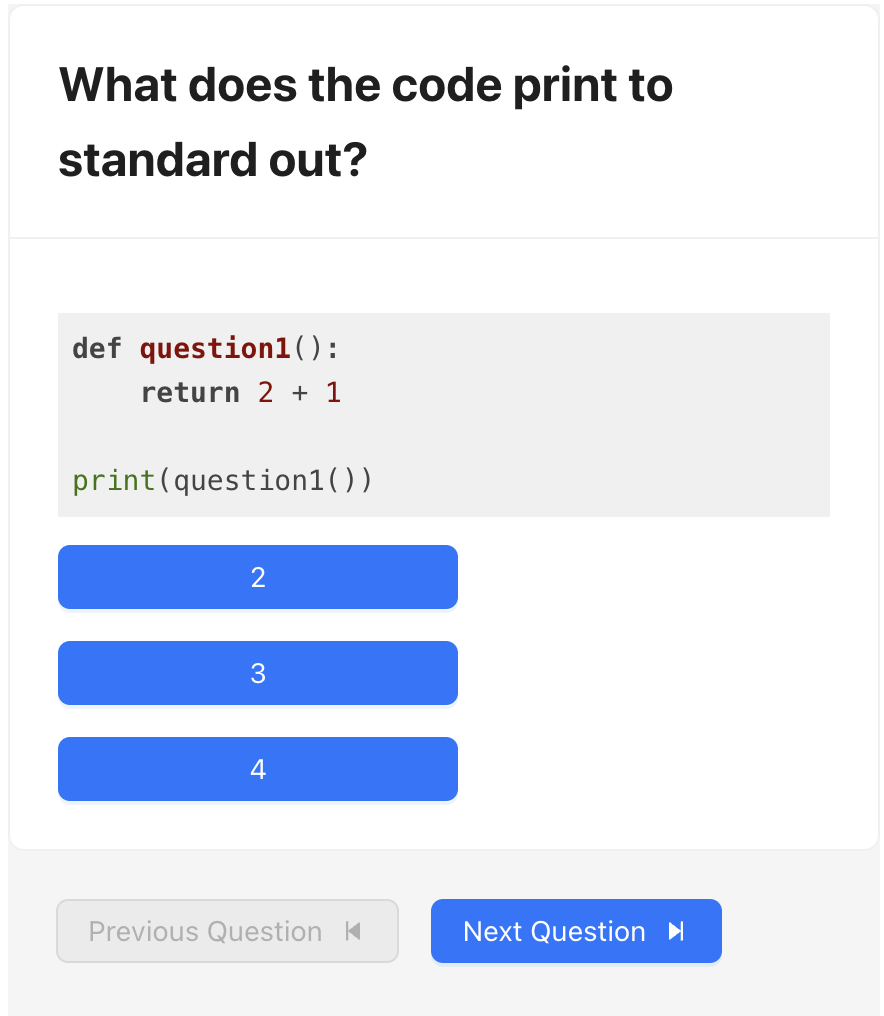 What does the code print to
standard out?
def question1():
    return 2 + 1
print(question1())
2
3
4
Previous Question
Next Question